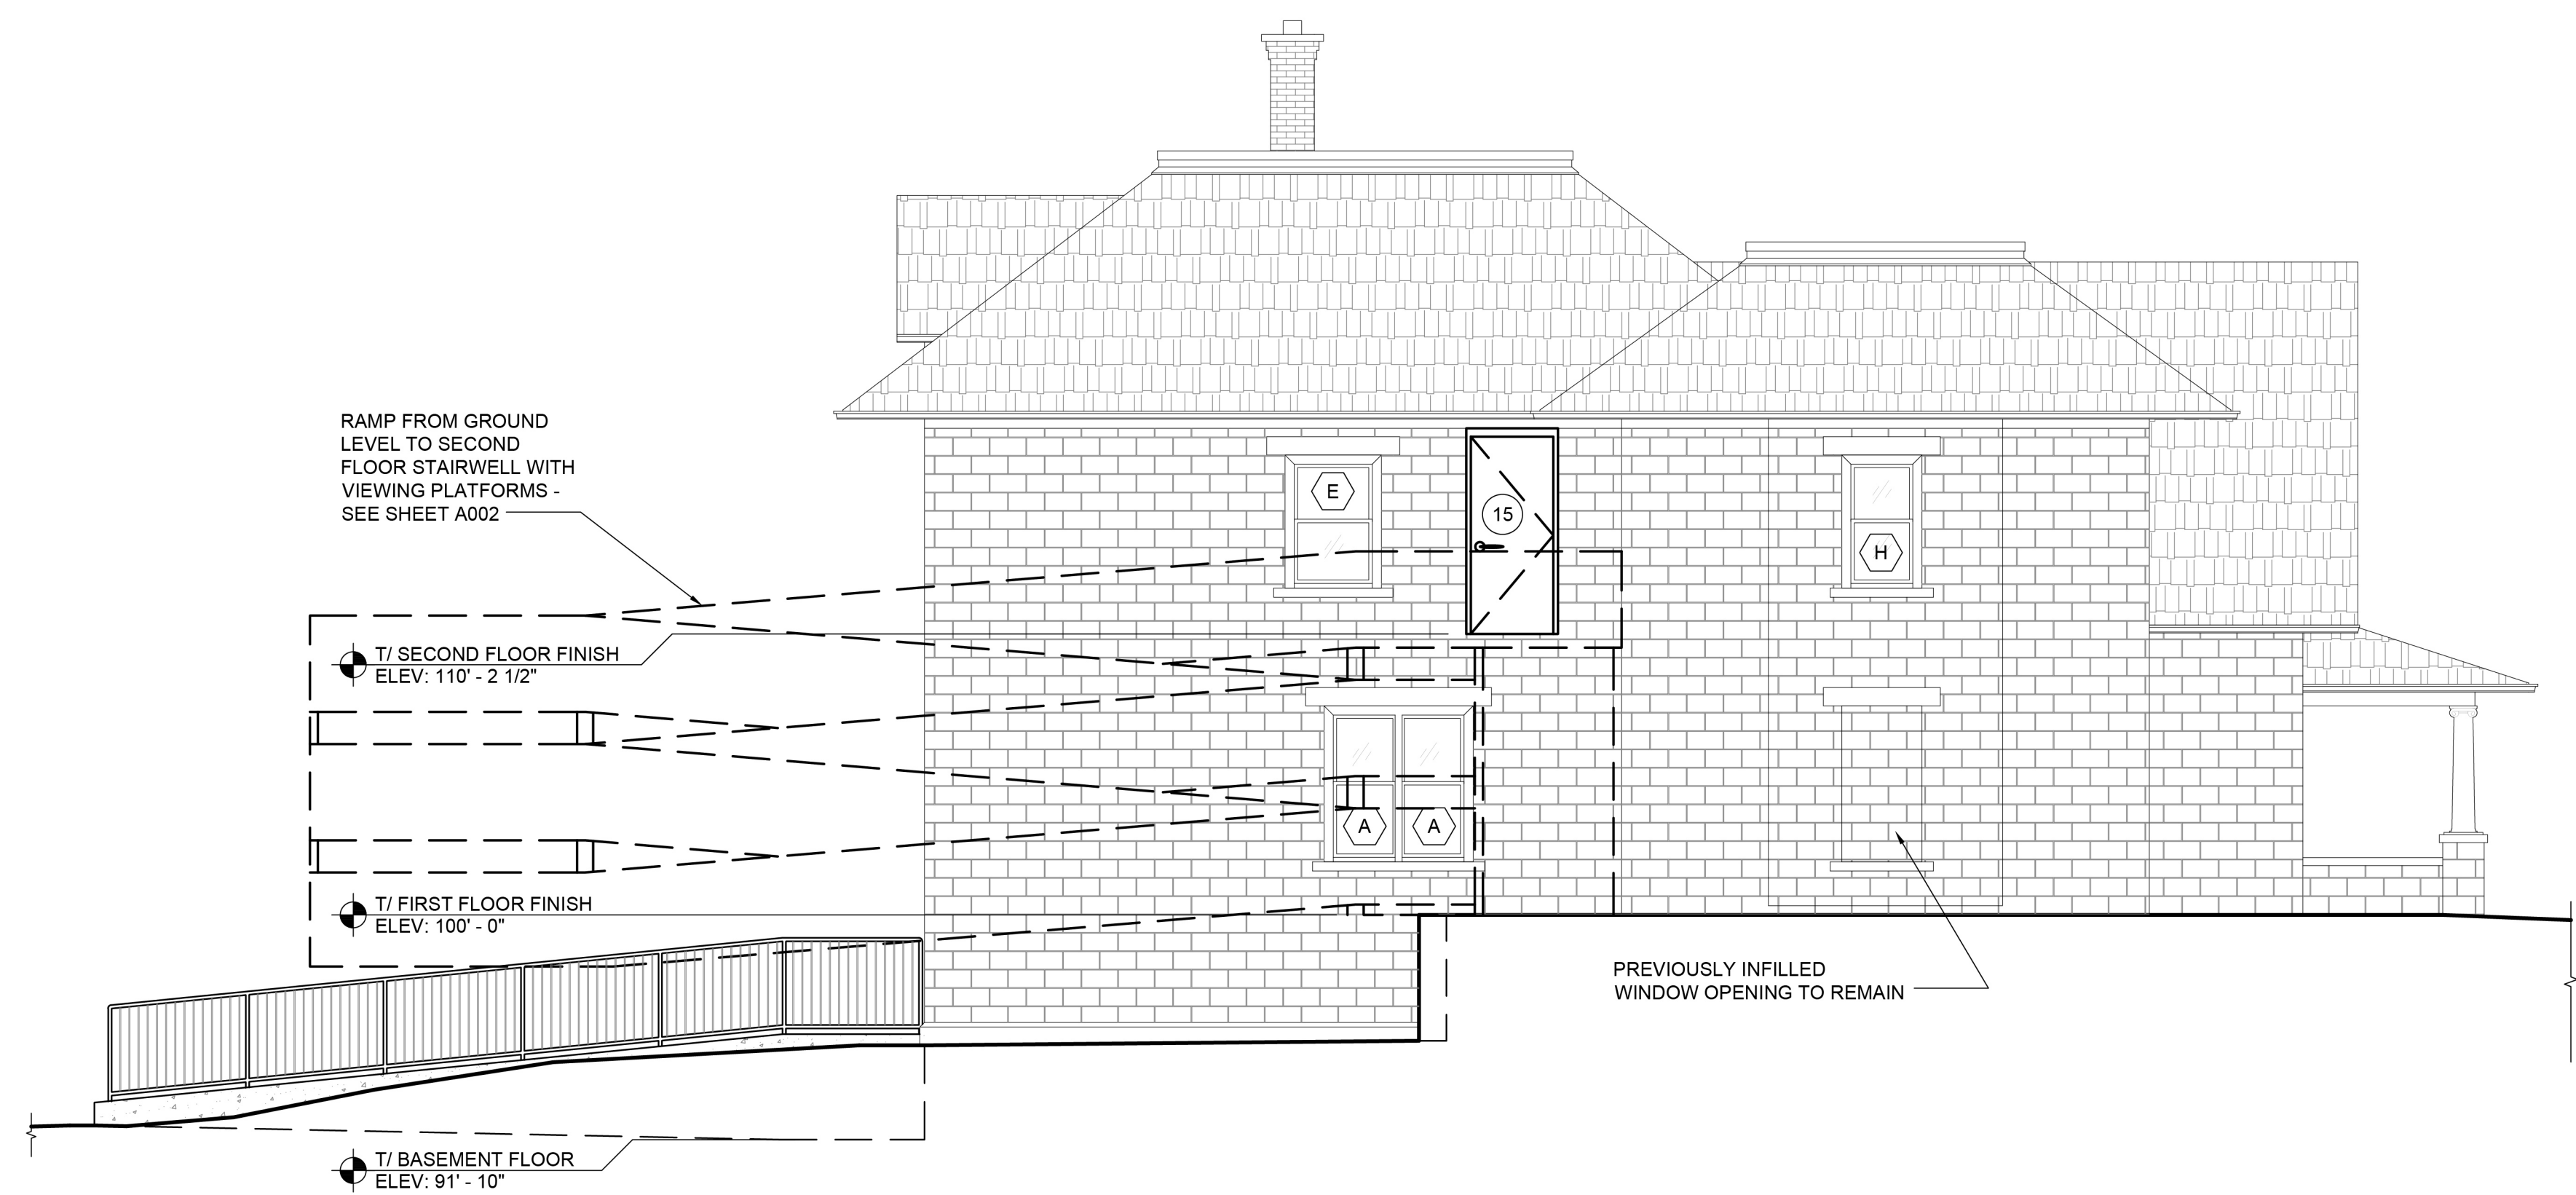 RAMP FROM GROUND
LEVEL TO SECOND
FLOOR STAIRWELL WITH
VIEWING PLATFORMS -
SEE SHEET A002
E
15
H
T/ SECOND FLOOR FINISH
ELEV: 110' - 2 1/2"
A
A
T/ FIRST FLOOR FINISH
ELEV: 100' - 0"
PREVIOUSLY INFILLED
WINDOW OPENING TO REMAIN
T/ BASEMENT FLOOR
ELEV: 91' - 10"